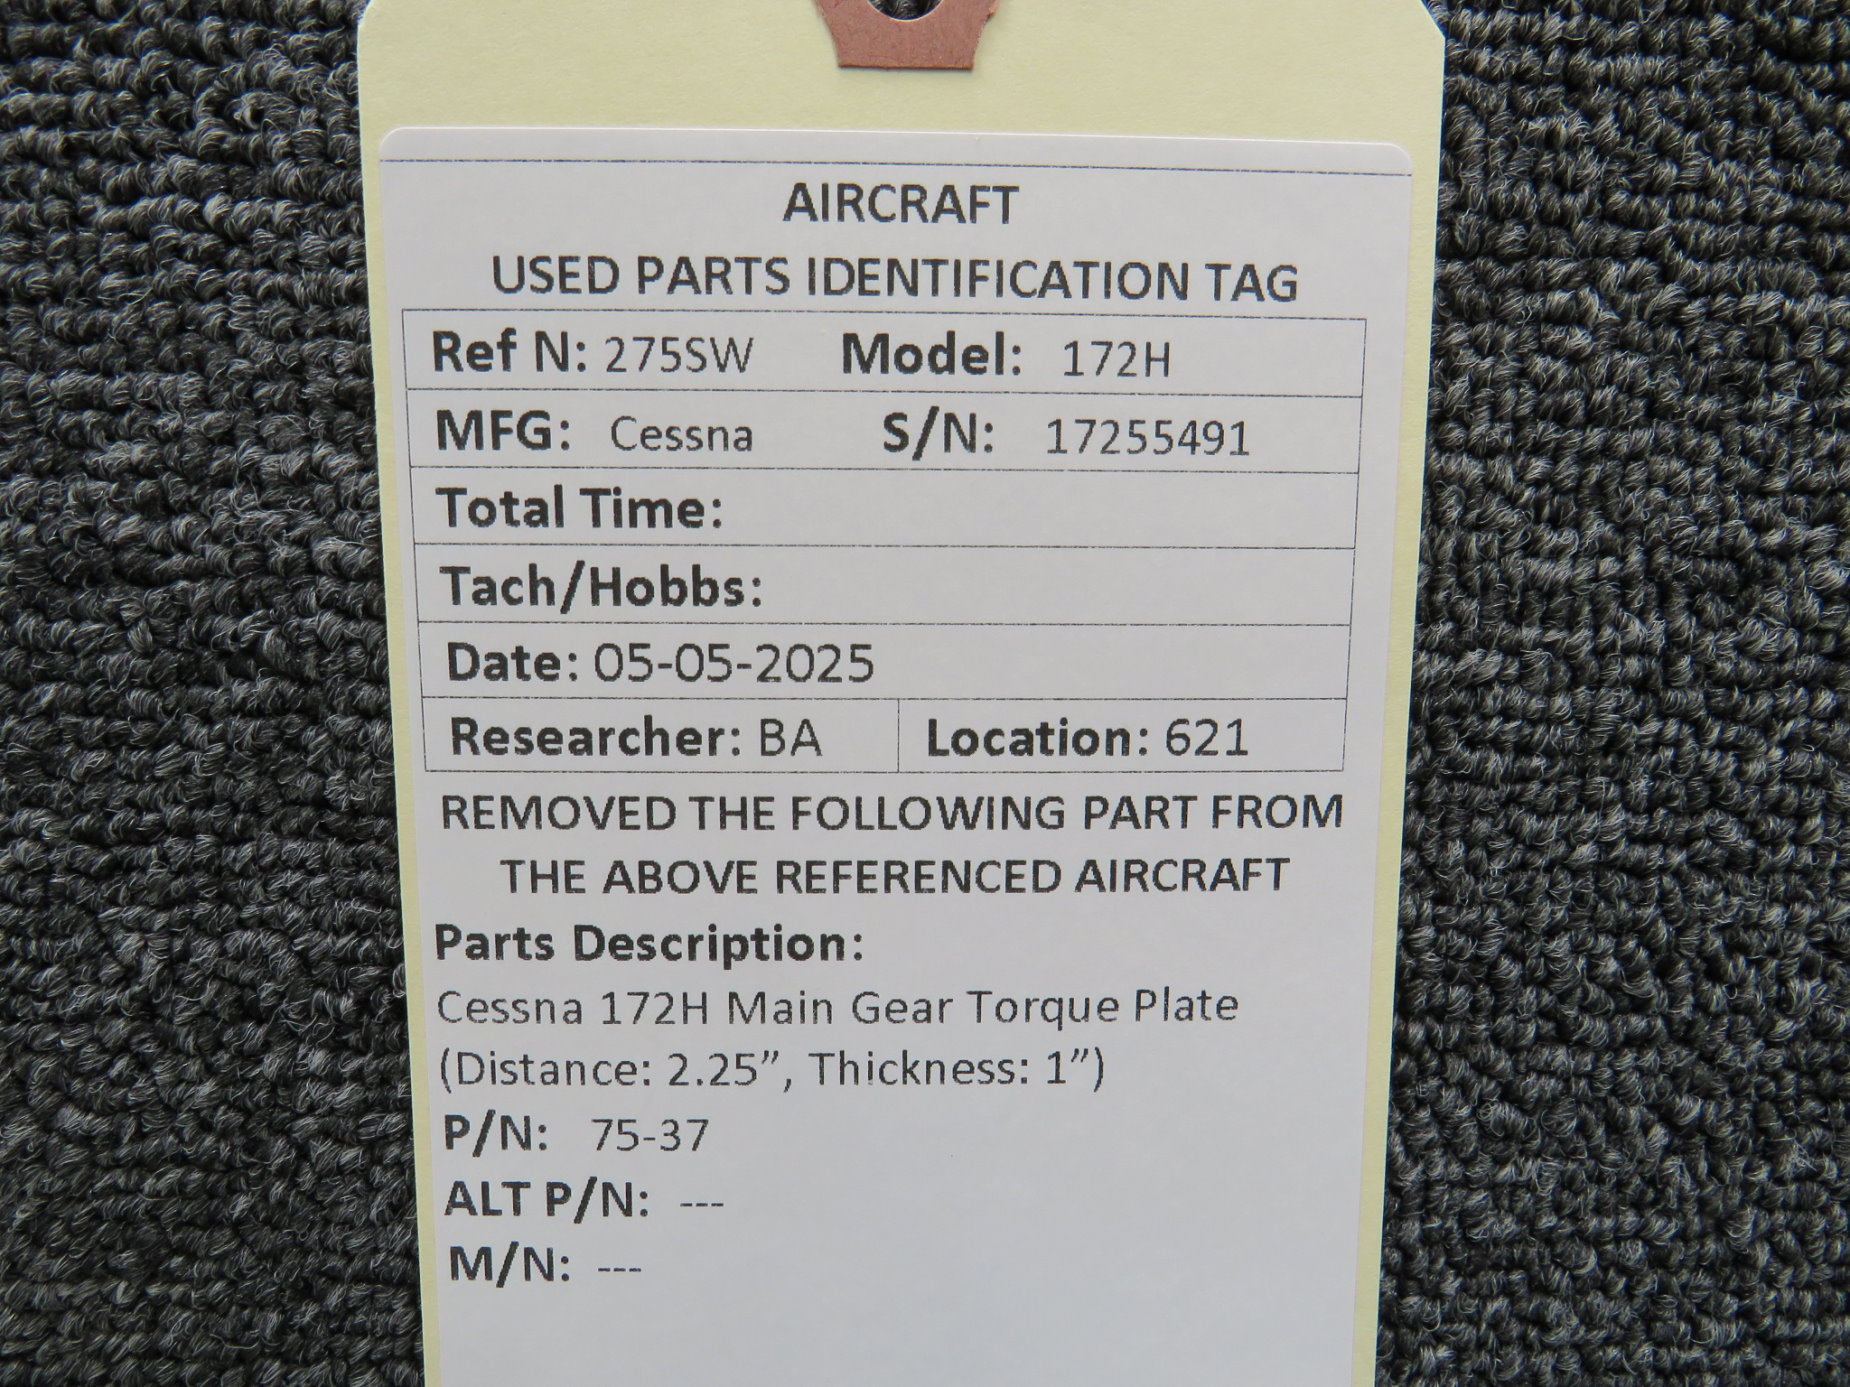 AIRCRAFT
USED PARTS IDENTIFICATION TAG
Ref N: 275SW Model: 172H
MFG: Cessna S/N: 17255491
Total Time:
Tach/Hobbs:
Date: 05-05-2025
Researcher: BA Location: 621
REMOVED THE FOLLOWING PART FROM
THE ABOVE REFERENCED AIRCRAFT
Parts Description:
Cessna 172H Main Gear Torque Plate
(Distance: 2.25”, Thickness: 1”)
P/N: 75-37
ALT P/N: ---
M/N: ---